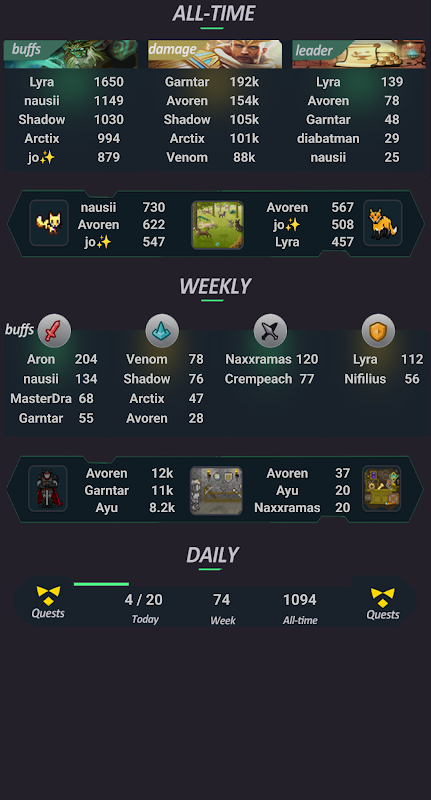 ALL-TIME
buffs damage leader
Lyra 1650 Garntar 192k Lyra 139
nausii 1149 Avoren 154k Avoren 78
Shadow 1030 Shadow 105k Garntar 48
Arctix 994 Arctix 101k diabatman 29
jo✨ 879 Venom 88k nausii 25
nausii 730 Avoren 567
Avoren 622 jo✨ 508
jo✨ 547 Lyra 457
WEEKLY
buffs
Aron 204 Venom 78 Naxxramas 120 Lyra 112
nausii 134 Shadow 76 Crempeach 77 Nifilius 56
MasterDra 68 Arctix 47
Garntar 55 Avoren 28
Avoren 12k Avoren 37
Garntar 11k Ayu 20
Ayu 8.2k Naxxramas 20
DAILY
4 / 20 74 1094
Quests Today Week All-time Quests